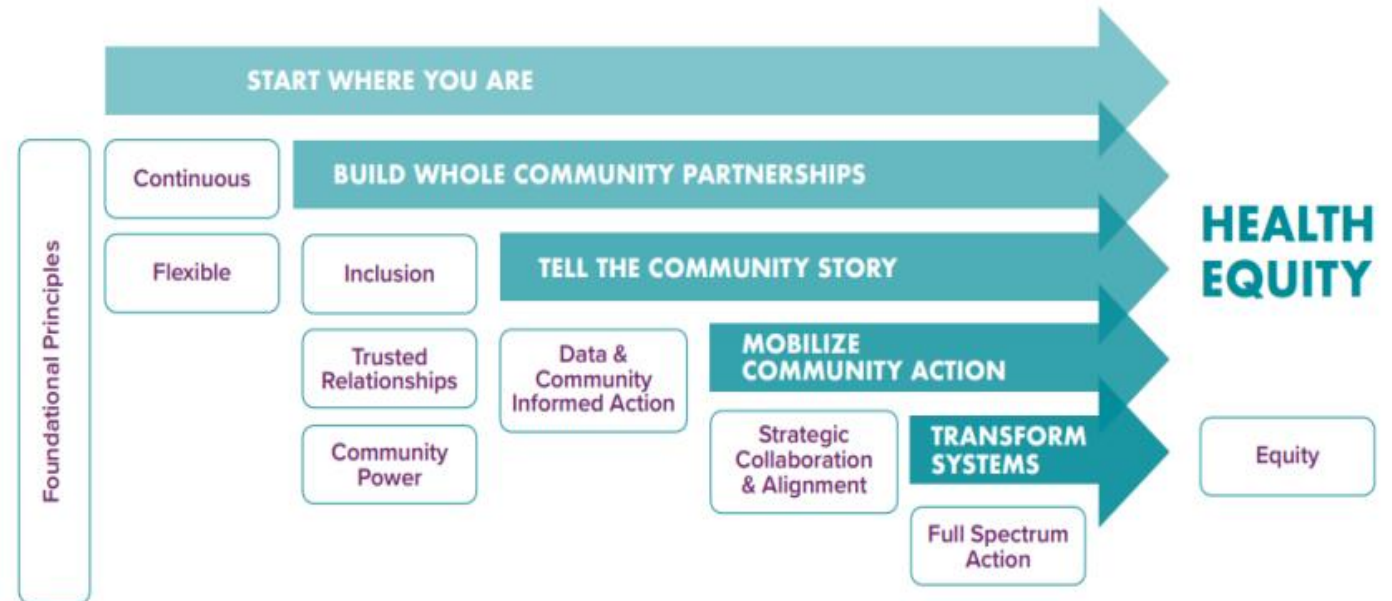 START WHERE YOU ARE
Foundational Principles
Continuous
BUILD WHOLE COMMUNITY PARTNERSHIPS
HEALTH
EQUITY
Flexible
Inclusion
TELL THE COMMUNITY STORY
Trusted
Relationships
Data &
Community
Informed Action
MOBILIZE
COMMUNITY ACTION
Community
Power
Strategic
Collaboration
& Alignment
TRANSFORM
SYSTEMS
Equity
Full Spectrum
Action